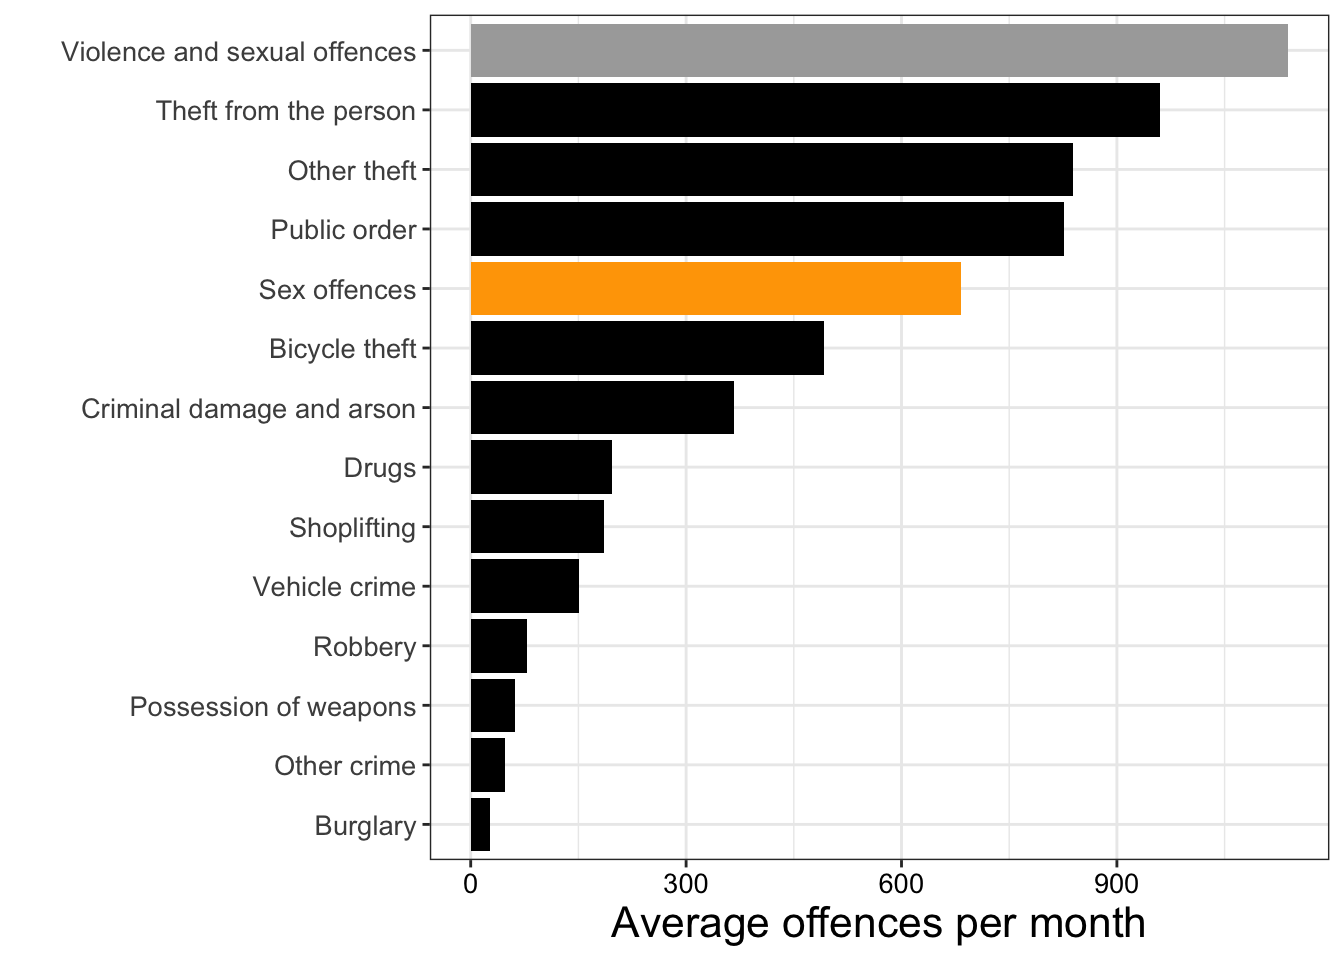 Violence and sexual offences
Theft from the person
Other theft
Public order
Sex offences
Bicycle theft
Criminal damage and arson
Drugs
Shoplifting
Vehicle crime
Robbery
Possession of weapons
Other crime
Burglary
0 300 600 900
Average offences per month